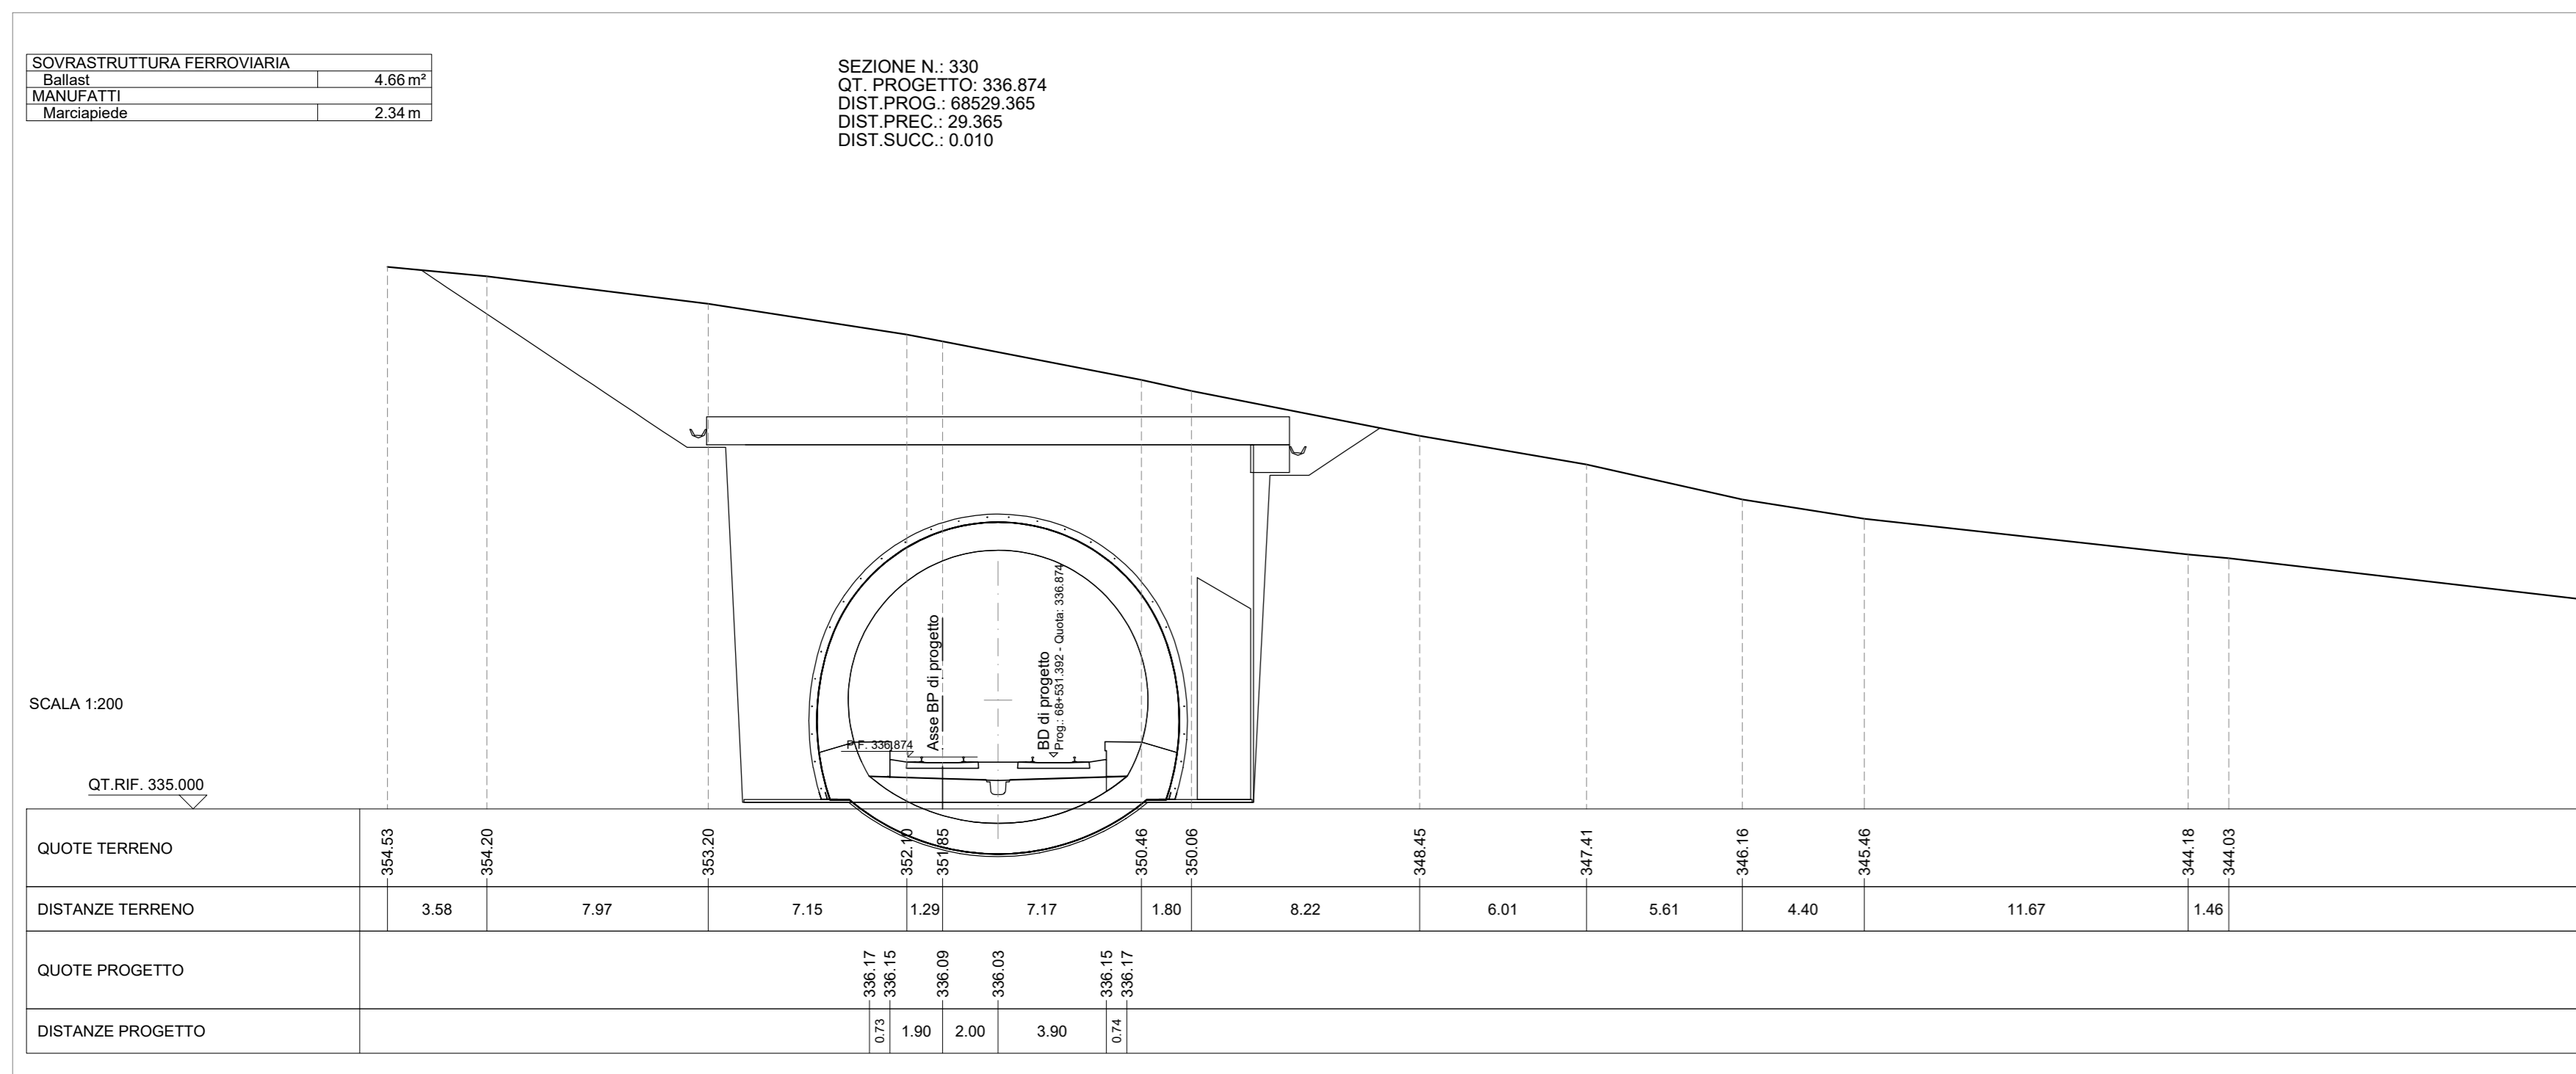 SOVRASTRUTTURA FERROVIARIA
Ballast 4.66 m²
MANUFATTI
Marciapiede 2.34 m
SEZIONE N.: 330
QT. PROGETTO: 336.874
DIST.PROG.: 68529.365
DIST.PREC.: 29.365
DIST.SUCC.: 0.010
Asse BP di progetto
BD di progetto
Prog.: 68+531.392 - Quota: 336.874
P.F. 336.874
SCALA 1:200
QT.RIF. 335.000
QUOTE TERRENO 354.53 354.20 353.20 352.10 351.85 350.46 350.06 348.45 347.41 346.16 345.46 344.18 344.03
DISTANZE TERRENO 3.58 7.97 7.15 1.29 7.17 1.80 8.22 6.01 5.61 4.40 11.67 1.46
QUOTE PROGETTO 336.17 336.15 336.09 336.03 336.15 336.17
DISTANZE PROGETTO 0.73 1.90 2.00 3.90 0.74